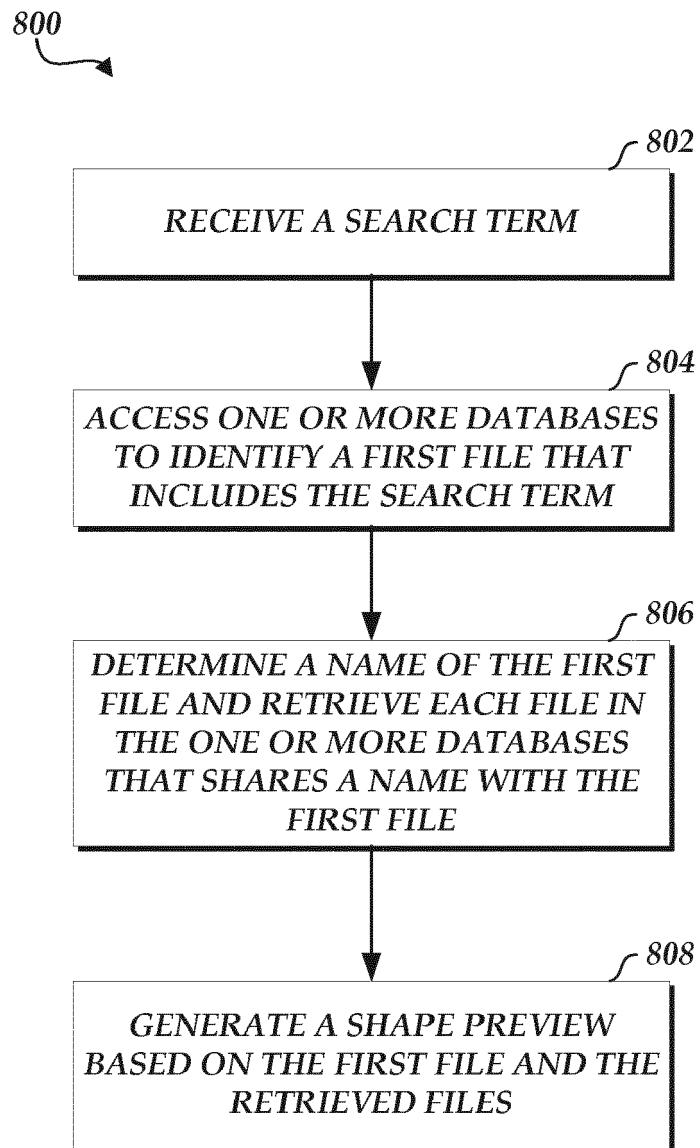 800
802
RECEIVE A SEARCH TERM
804
ACCESS ONE OR MORE DATABASES
TO IDENTIFY A FIRST FILE THAT
INCLUDES THE SEARCH TERM
806
DETERMINE A NAME OF THE FIRST
FILE AND RETRIEVE EACH FILE IN
THE ONE OR MORE DATABASES
THAT SHARES A NAME WITH THE
FIRST FILE
808
GENERATE A SHAPE PREVIEW
BASED ON THE FIRST FILE AND THE
RETRIEVED FILES